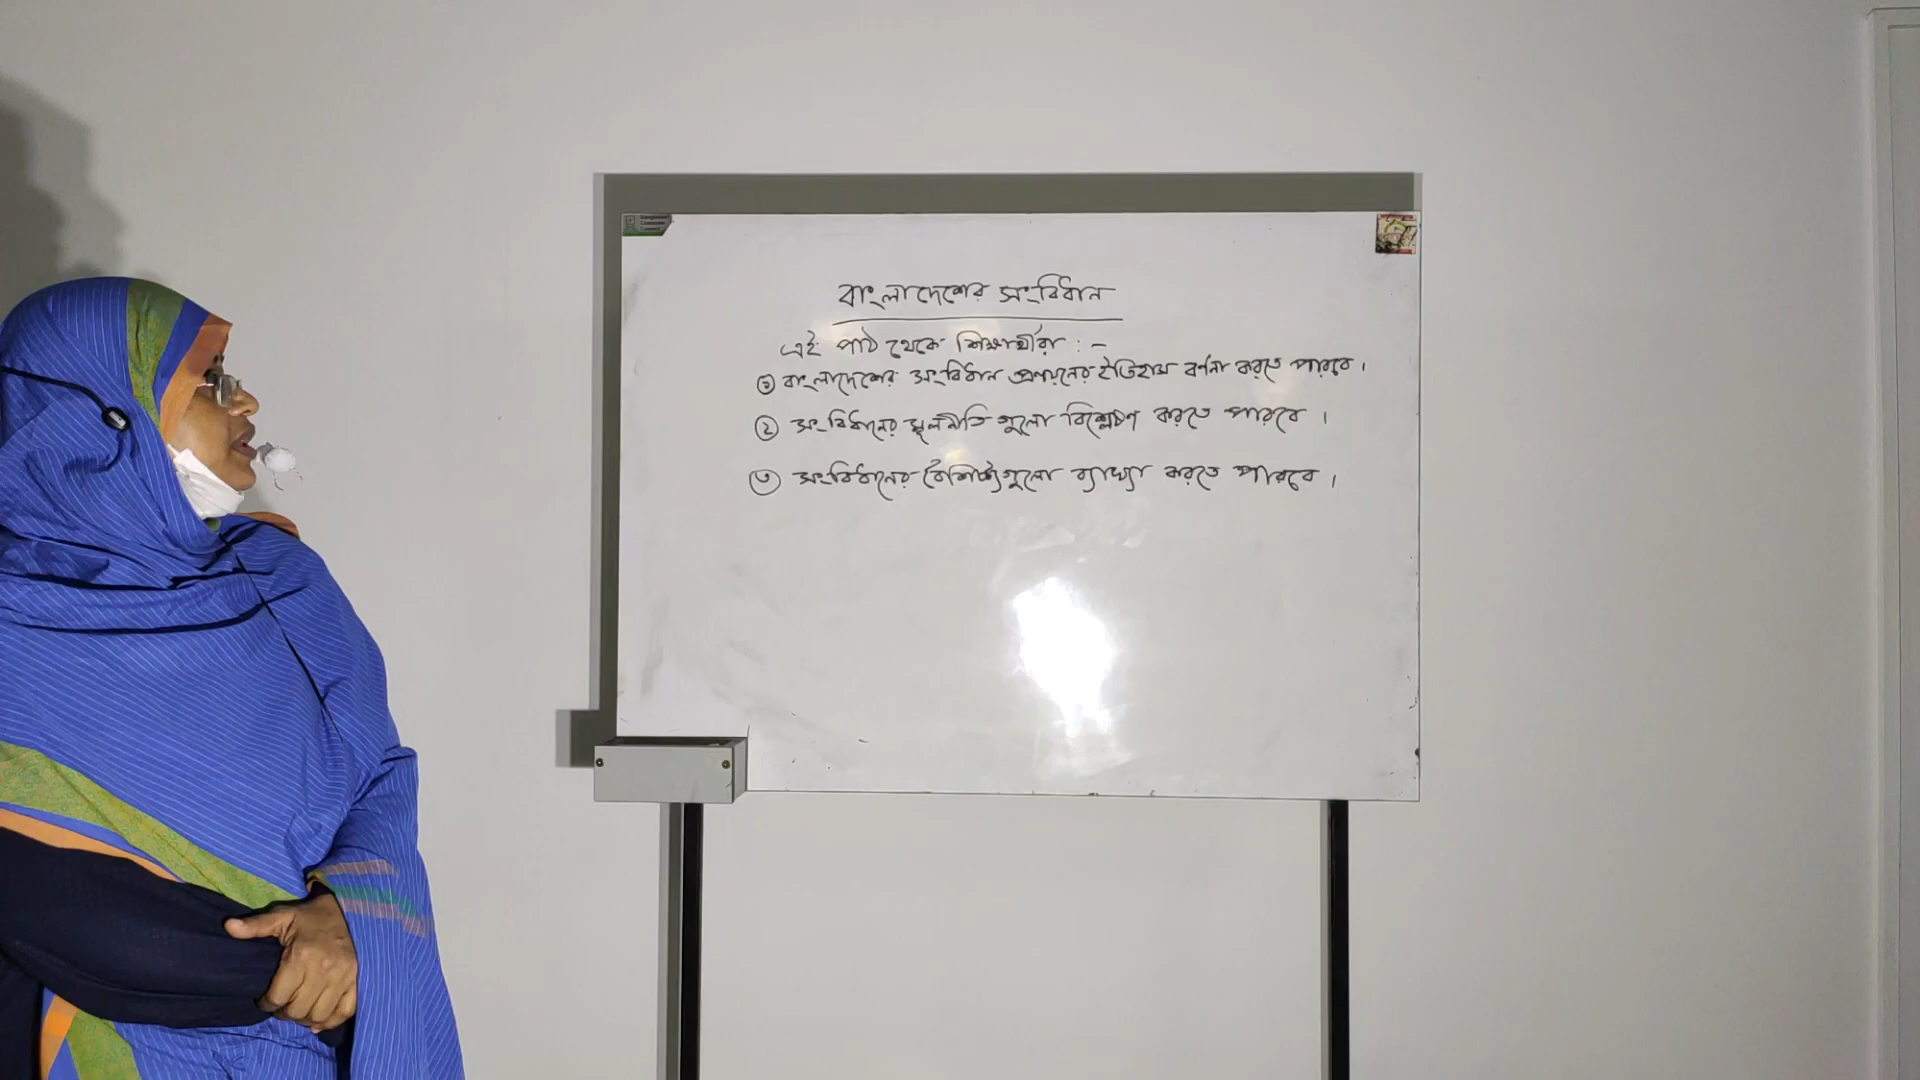 বাংলাদেশের সংবিধান
এই পাঠ থেকে শিক্ষার্থীরা :-
১ বাংলাদেশের সংবিধান প্রণয়নের ইতিহাস বর্ণনা করতে পারবে।
২ সংবিধানের মূলনীতি গুলো বিশ্লেষণ করতে পারবে।
৩ সংবিধানের বৈশিষ্ট্যগুলো ব্যাখ্যা করতে পারবে।